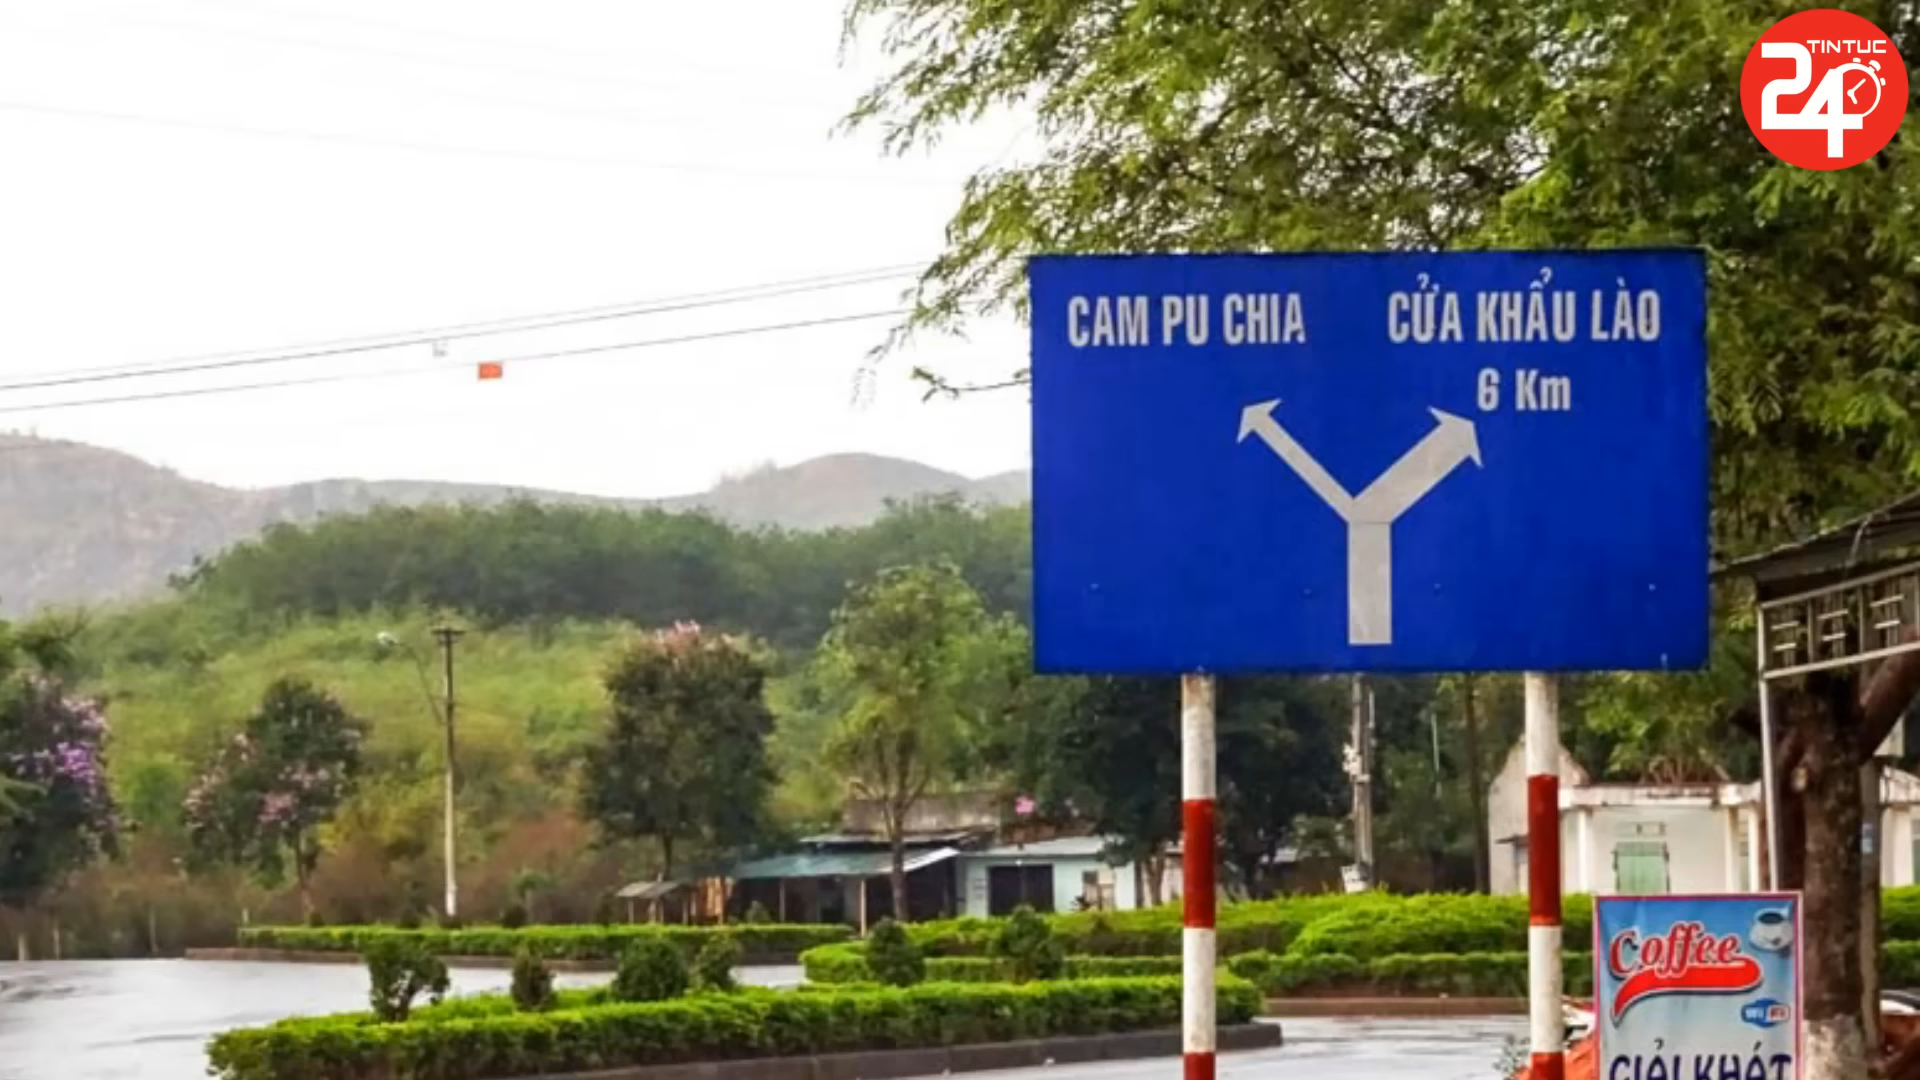 TINTUC
24
CAM PU CHIA
CỬA KHẨU LÀO
6 Km
Coffee
GIẢI KHÁT